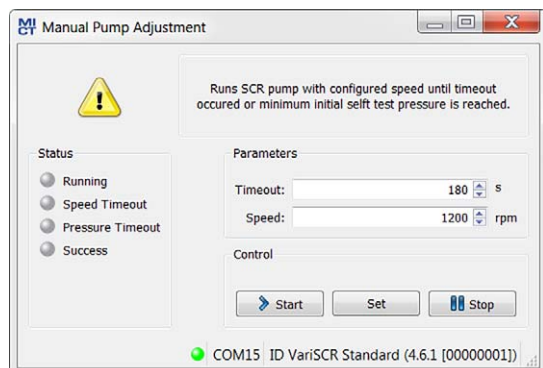 MI
CT
Manual Pump Adjustment
Runs SCR pump with configured speed until timeout
occured or minimum initial selft test pressure is reached.
Status
Running
Speed Timeout
Pressure Timeout
Success
Parameters
Timeout: 180 s
Speed: 1200 rpm
Control
Start Set Stop
COM15 ID VariSCR Standard (4.6.1 [00000001])